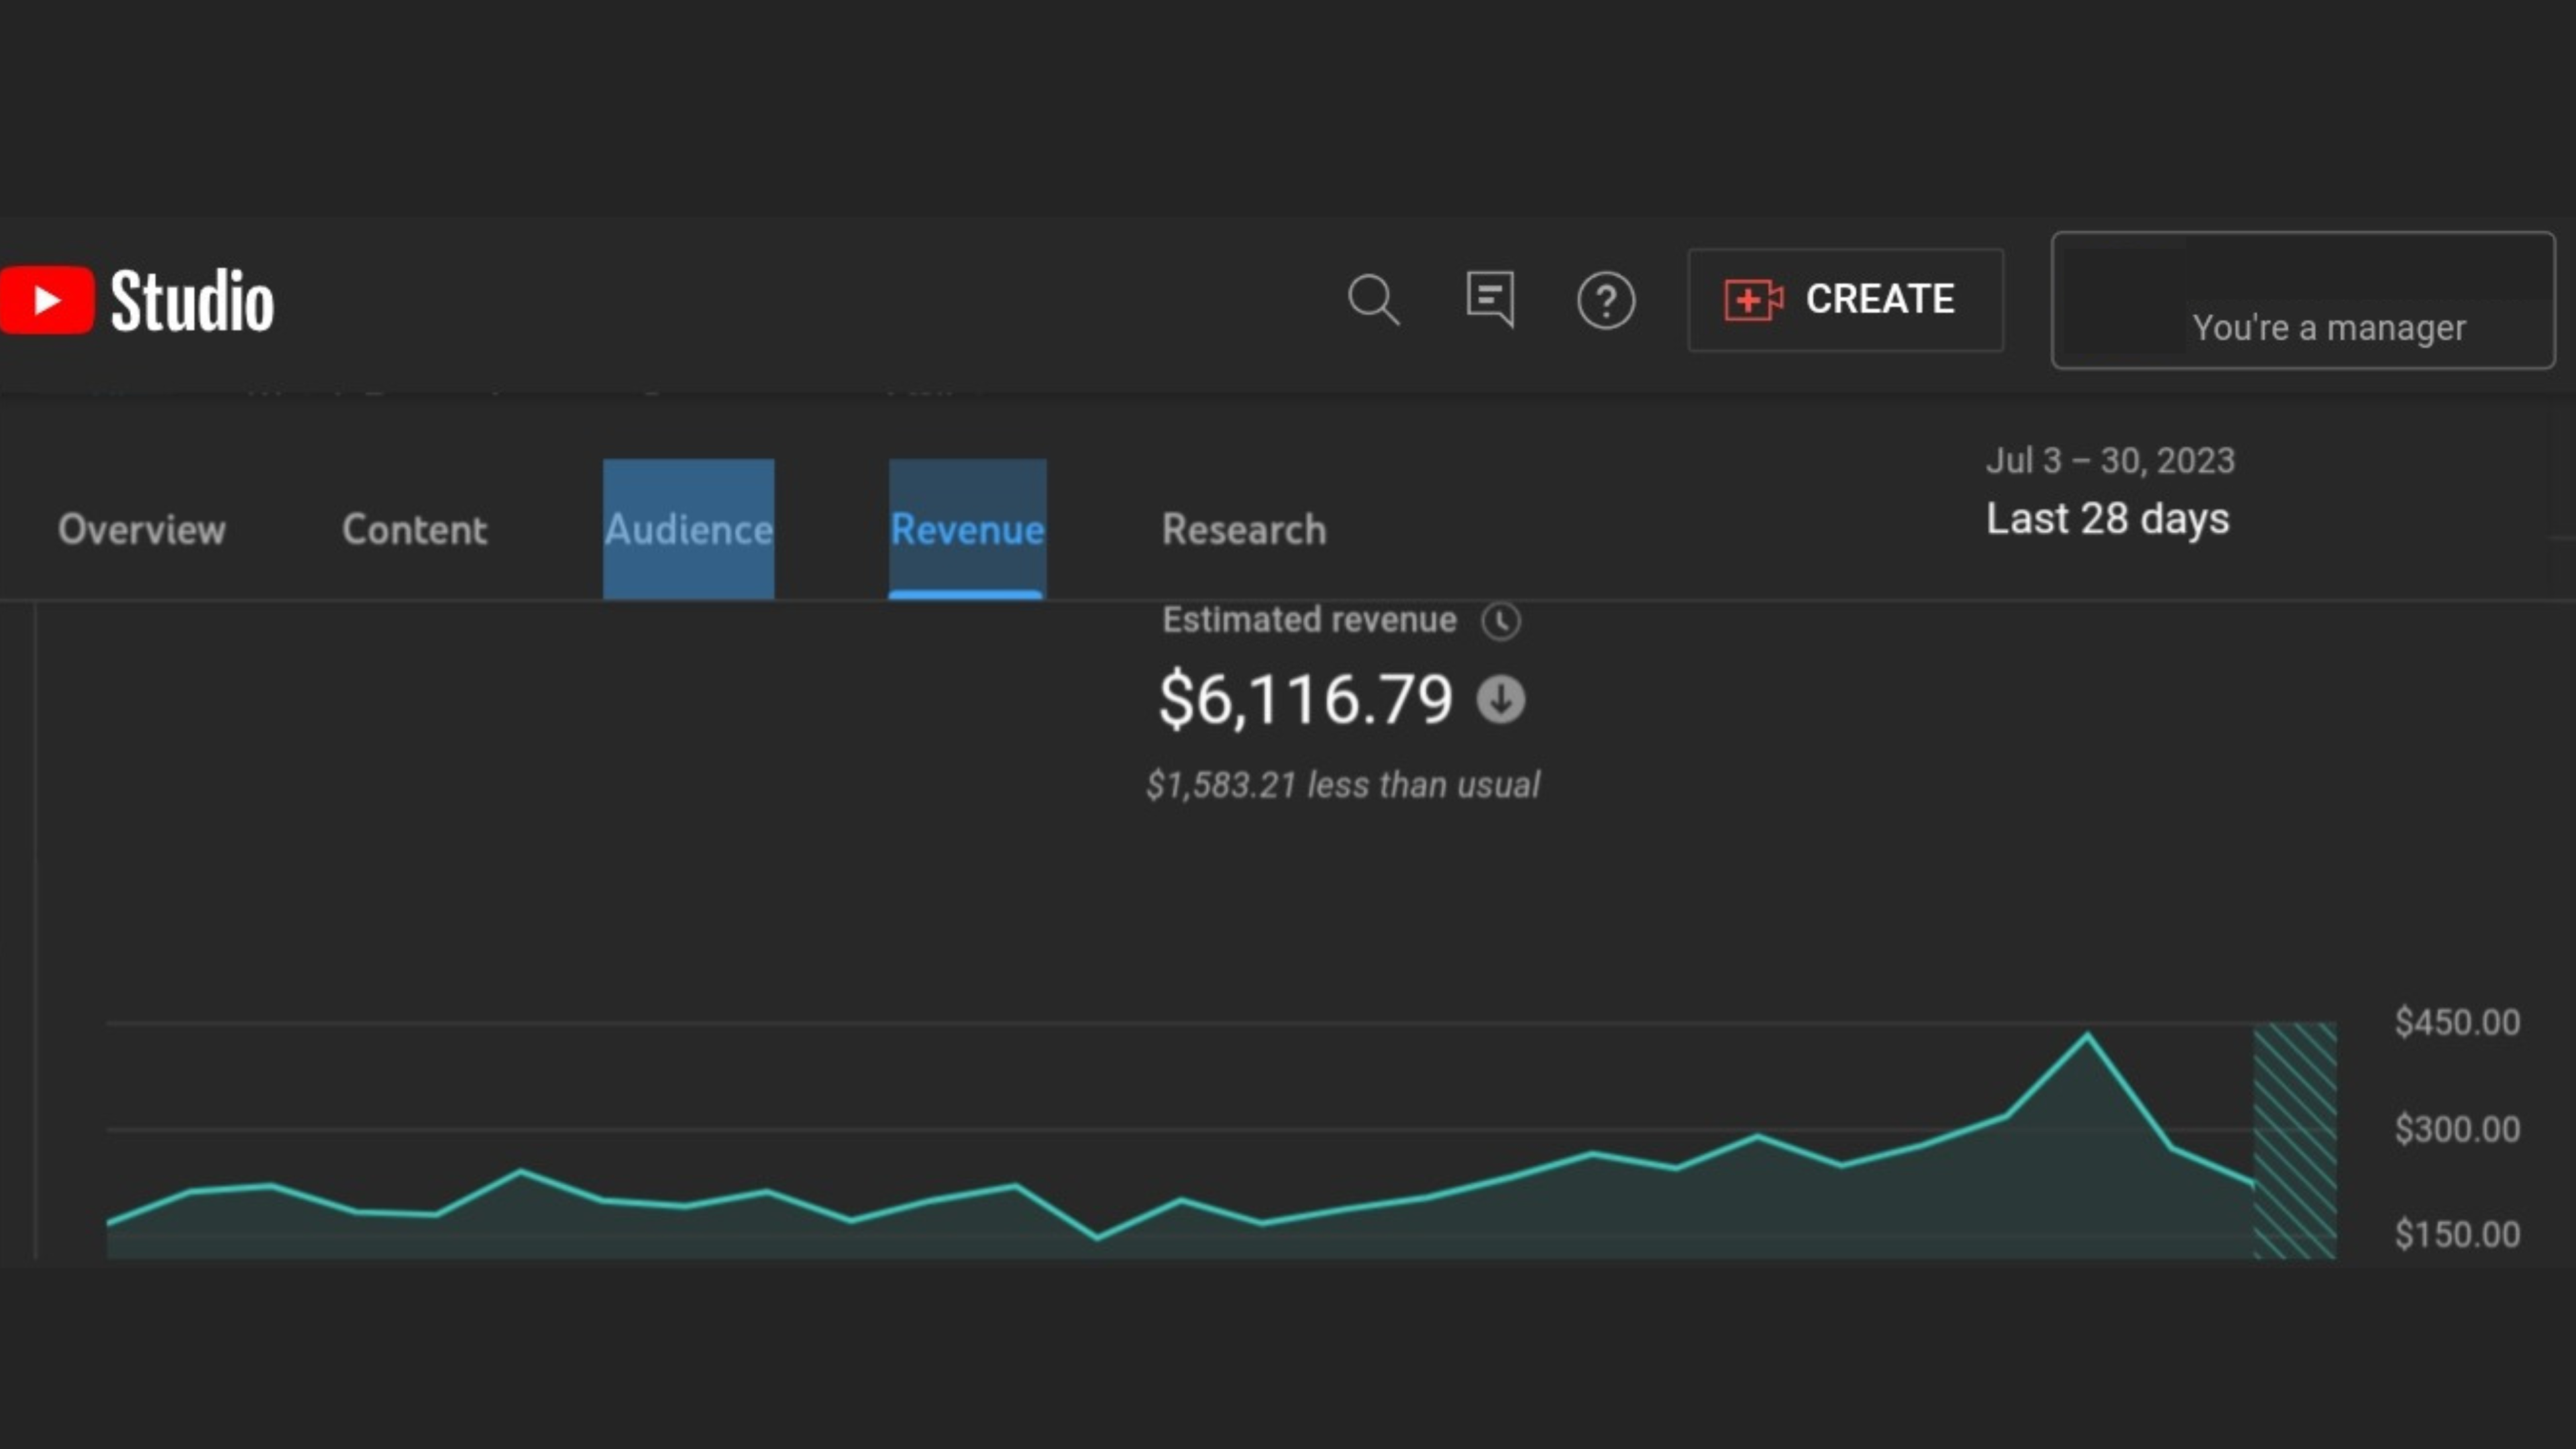 Studio
CREATE
You're a manager
Jul 3 – 30, 2023
Last 28 days
Overview
Content
Audience
Revenue
Research
Estimated revenue
$6,116.79
$1,583.21 less than usual
$450.00
$300.00
$150.00